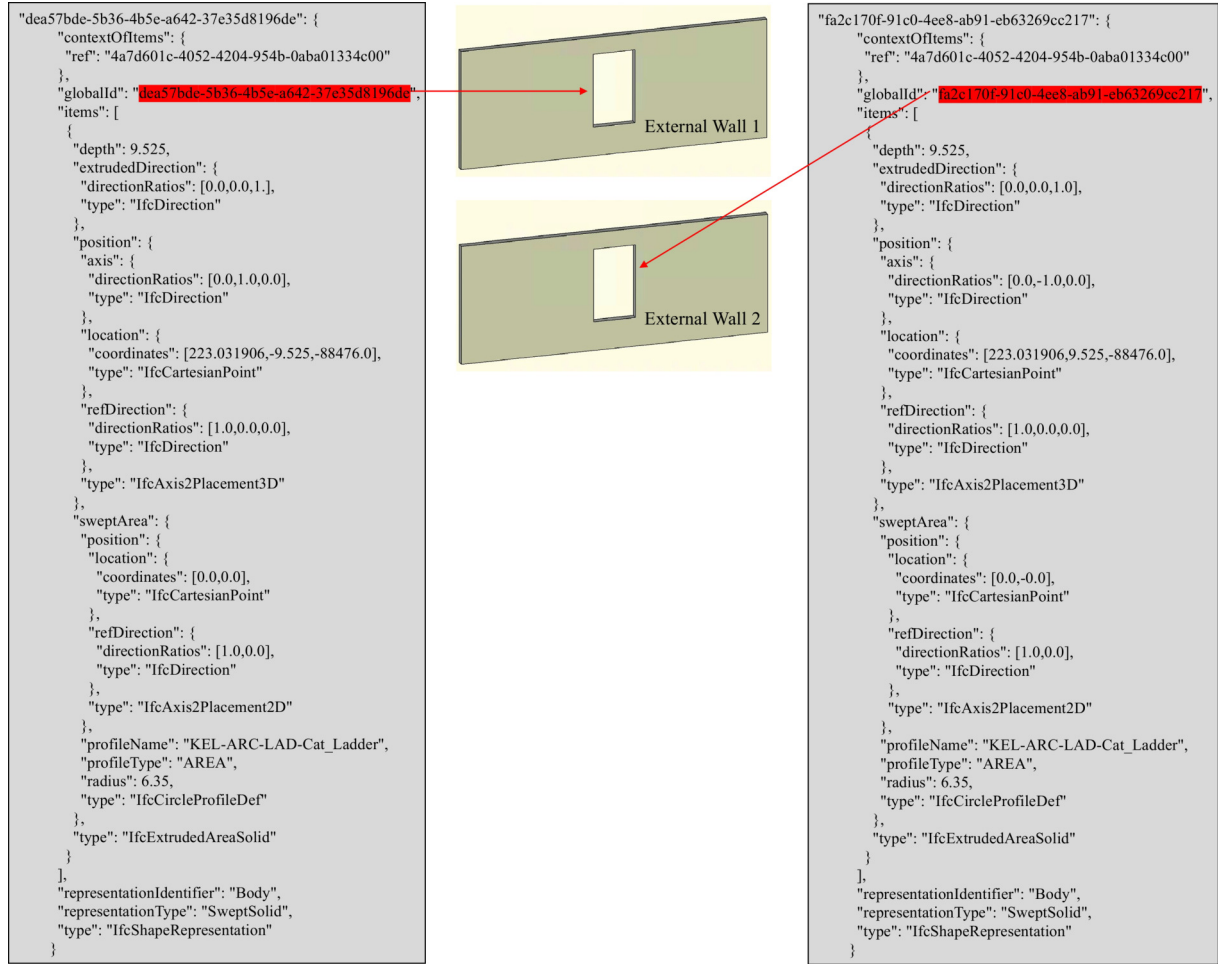 "dea57bde-5b36-4b5e-a642-37e35d8196de": {
"contextOfItems": {
"ref": "4a7d601c-4052-4204-954b-0aba01334c00"
},
"globalId": "dea57bde-5b36-4b5e-a642-37e35d8196de",
"items": [
{
"depth": 9.525,
"extrudedDirection": {
"directionRatios": [0.0,0.0,1.],
"type": "IfcDirection"
},
"position": {
"axis": {
"directionRatios": [0.0,1.0,0.0],
"type": "IfcDirection"
},
"location": {
"coordinates": [223.031906,-9.525,-88476.0],
"type": "IfcCartesianPoint"
},
"refDirection": {
"directionRatios": [1.0,0.0,0.0],
"type": "IfcDirection"
},
"type": "IfcAxis2Placement3D"
},
"sweptArea": {
"position": {
"location": {
"coordinates": [0.0,0.0],
"type": "IfcCartesianPoint"
},
"refDirection": {
"directionRatios": [1.0,0.0],
"type": "IfcDirection"
},
"type": "IfcAxis2Placement2D"
},
"profileName": "KEL-ARC-LAD-Cat_Ladder",
"profileType": "AREA",
"radius": 6.35,
"type": "IfcCircleProfileDef"
},
"type": "IfcExtrudedAreaSolid"
}
],
"representationIdentifier": "Body",
"representationType": "SweptSolid",
"type": "IfcShapeRepresentation"
}
External Wall 1
External Wall 2
"fa2c170f-91c0-4ee8-ab91-eb63269cc217": {
"contextOfItems": {
"ref": "4a7d601c-4052-4204-954b-0aba01334c00"
},
"globalId": "fa2c170f-91c0-4ee8-ab91-eb63269cc217",
"items": [
{
"depth": 9.525,
"extrudedDirection": {
"directionRatios": [0.0,0.0,1.0],
"type": "IfcDirection"
},
"position": {
"axis": {
"directionRatios": [0.0,-1.0,0.0],
"type": "IfcDirection"
},
"location": {
"coordinates": [223.031906,9.525,-88476.0],
"type": "IfcCartesianPoint"
},
"refDirection": {
"directionRatios": [1.0,0.0,0.0],
"type": "IfcDirection"
},
"type": "IfcAxis2Placement3D"
},
"sweptArea": {
"position": {
"location": {
"coordinates": [0.0,-0.0],
"type": "IfcCartesianPoint"
},
"refDirection": {
"directionRatios": [1.0,0.0],
"type": "IfcDirection"
},
"type": "IfcAxis2Placement2D"
},
"profileName": "KEL-ARC-LAD-Cat_Ladder",
"profileType": "AREA",
"radius": 6.35,
"type": "IfcCircleProfileDef"
},
"type": "IfcExtrudedAreaSolid"
}
],
"representationIdentifier": "Body",
"representationType": "SweptSolid",
"type": "IfcShapeRepresentation"
}